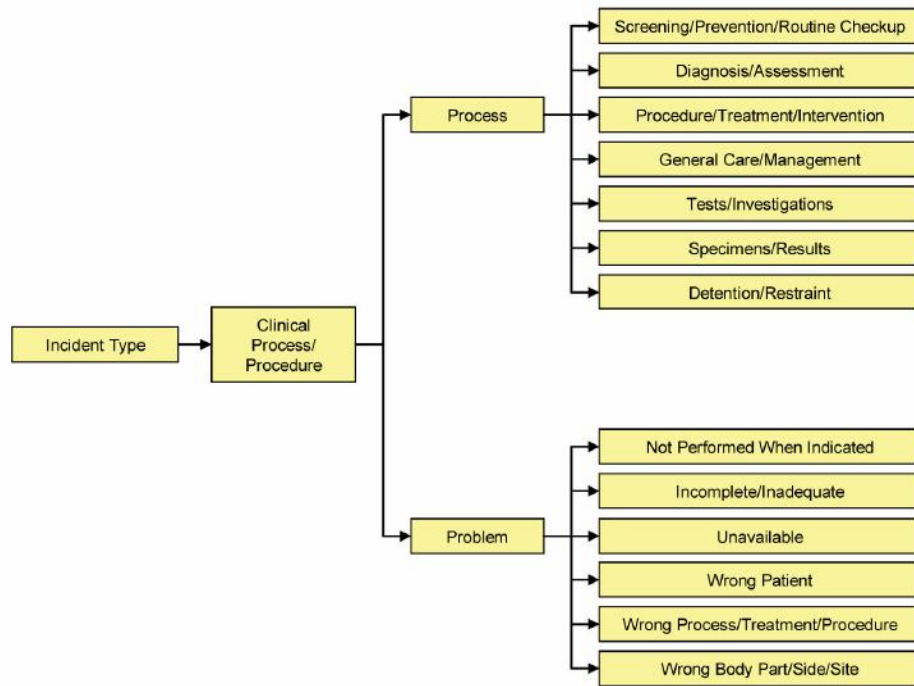 Screening/Prevention/Routine Checkup
Diagnosis/Assessment
Process
Procedure/Treatment/Intervention
General Care/Management
Tests/Investigations
Specimens/Results
Detention/Restraint
Incident Type
Clinical
Process/
Procedure
Not Performed When Indicated
Incomplete/Inadequate
Problem
Unavailable
Wrong Patient
Wrong Process/Treatment/Procedure
Wrong Body Part/Side/Site